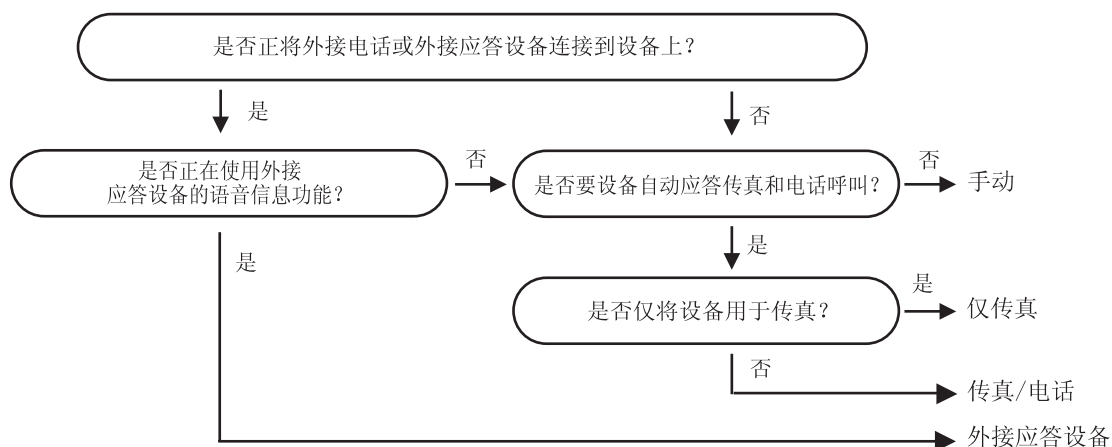 是否正将外接电话或外接应答设备连接到设备上？
是
否
是否正在使用外接
应答设备的语音信息功能？
否
是否要设备自动应答传真和电话呼叫？
否
手动
是
是
是否仅将设备用于传真？
是
仅传真
否
传真/电话
外接应答设备